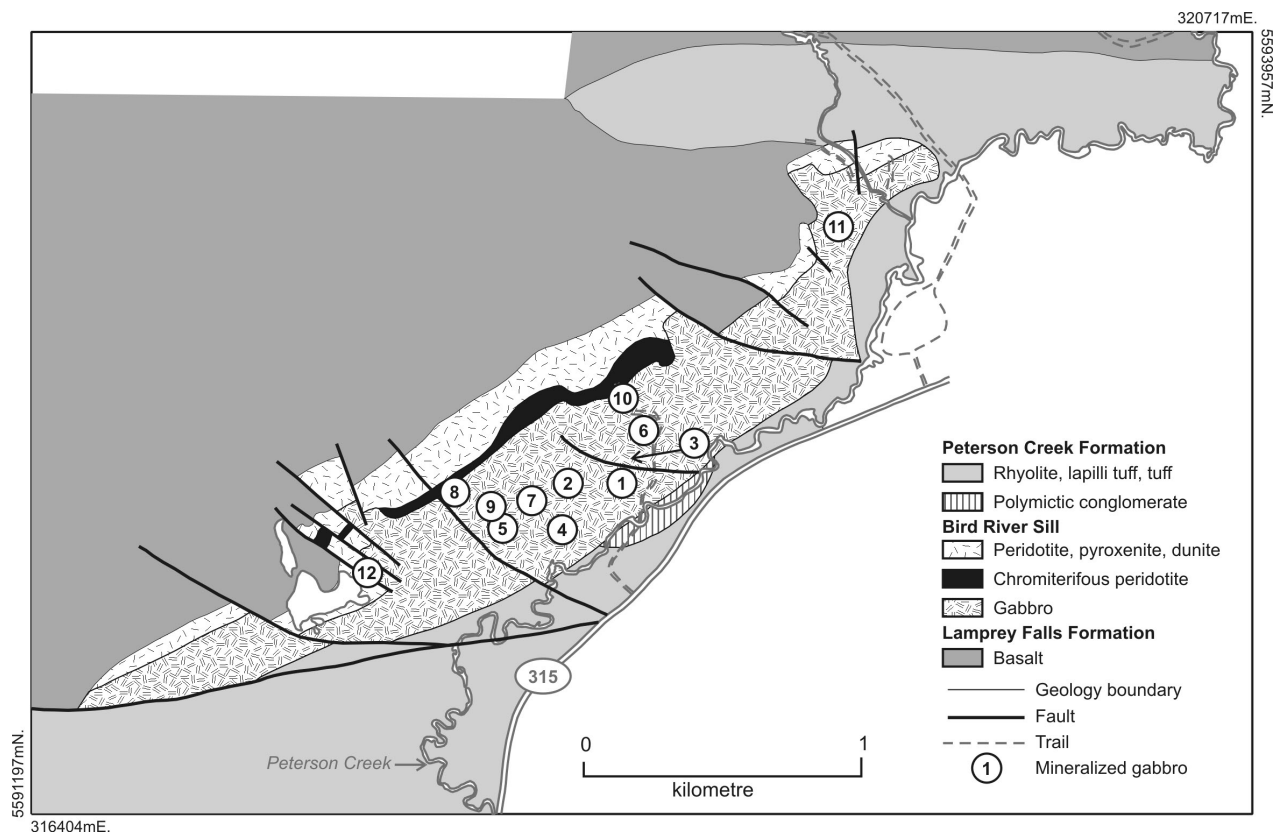 320717mE.
5593957mN.
11
10
6
3
8
2
1
9
7
5
4
12
Peterson Creek Formation
Rhyolite, lapilli tuff, tuff
Polymictic conglomerate
Bird River Sill
Peridotite, pyroxenite, dunite
Chromiterifous peridotite
Gabbro
Lamprey Falls Formation
Basalt
Geology boundary
Fault
Trail
1 Mineralized gabbro
315
0 1
kilometre
Peterson Creek
5591197mN.
316404mE.